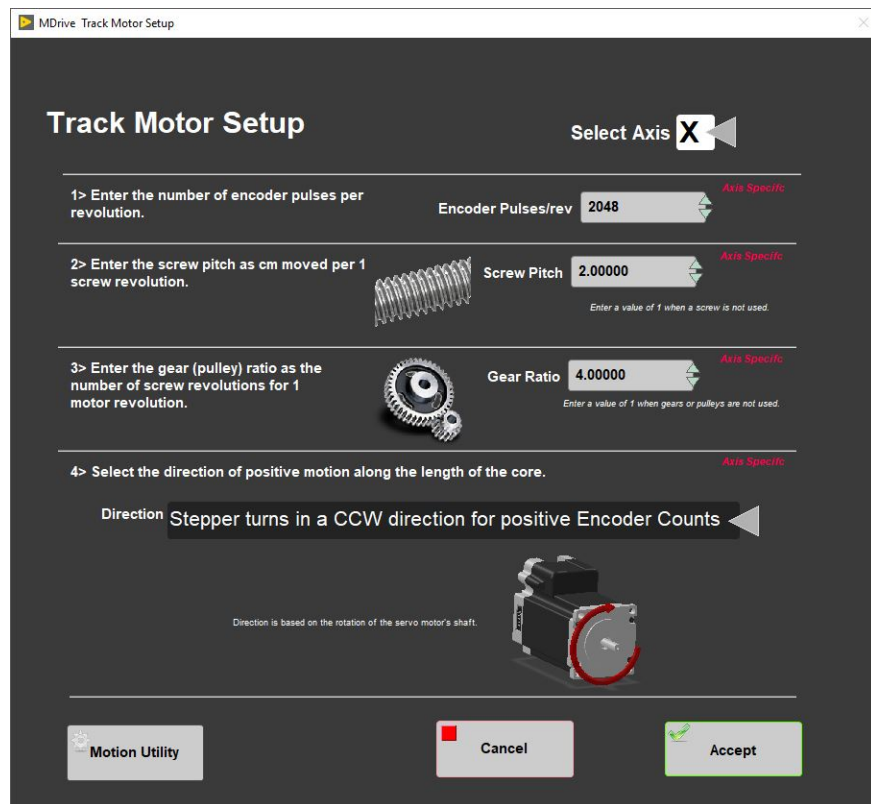 MDrive Track Motor Setup
Track Motor Setup
Select Axis X
Axis Specifc
1> Enter the number of encoder pulses per
revolution.
Encoder Pulses/rev 2048
Axis Specifc
2> Enter the screw pitch as cm moved per 1
screw revolution.
Screw Pitch 2.00000
Enter a value of 1 when a screw is not used.
Axis Specifc
3> Enter the gear (pulley) ratio as the
number of screw revolutions for 1
motor revolution.
Gear Ratio 4.00000
Enter a value of 1 when gears or pulleys are not used.
Axis Specifc
4> Select the direction of positive motion along the length of the core.
Direction Stepper turns in a CCW direction for positive Encoder Counts
Direction is based on the rotation of the servo motor's shaft.
Motion Utility
Cancel
Accept